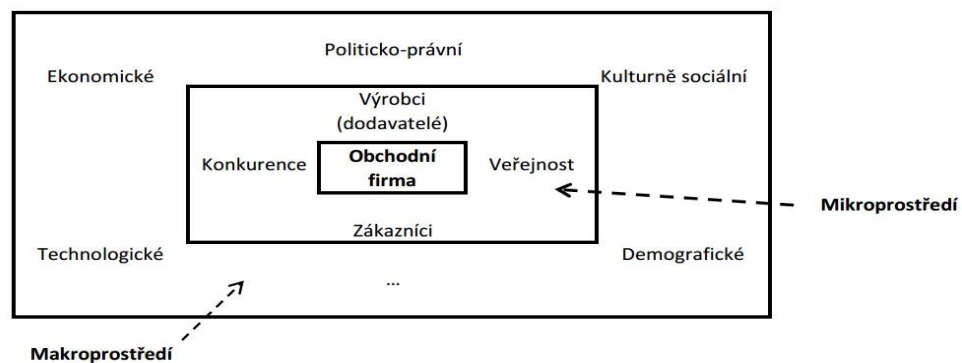 Politicko-právní
Ekonomické
Kulturně sociální
Výrobci
(dodavatelé)
Konkurence
Obchodní
firma
Veřejnost
Mikroprostředí
Zákazníci
Technologické
Demografické
...
Makroprostředí